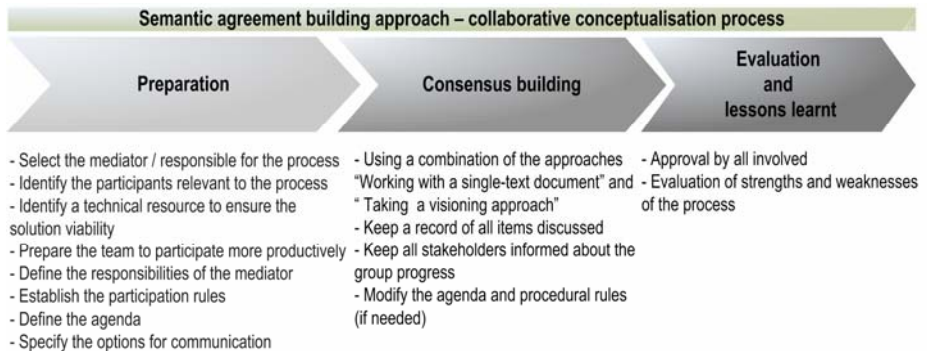 Semantic agreement building approach – collaborative conceptualisation process
Preparation
Consensus building
Evaluation
and
lessons learnt
- Select the mediator / responsible for the process
- Identify the participants relevant to the process
- Identify a technical resource to ensure the
solution viability
- Prepare the team to participate more productively
- Define the responsibilities of the mediator
- Establish the participation rules
- Define the agenda
- Specify the options for communication
- Using a combination of the approaches
“Working with a single-text document” and
“ Taking a visioning approach”
- Keep a record of all items discussed
- Keep all stakeholders informed about the
group progress
- Modify the agenda and procedural rules
(if needed)
- Approval by all involved
- Evaluation of strengths and weaknesses
of the process